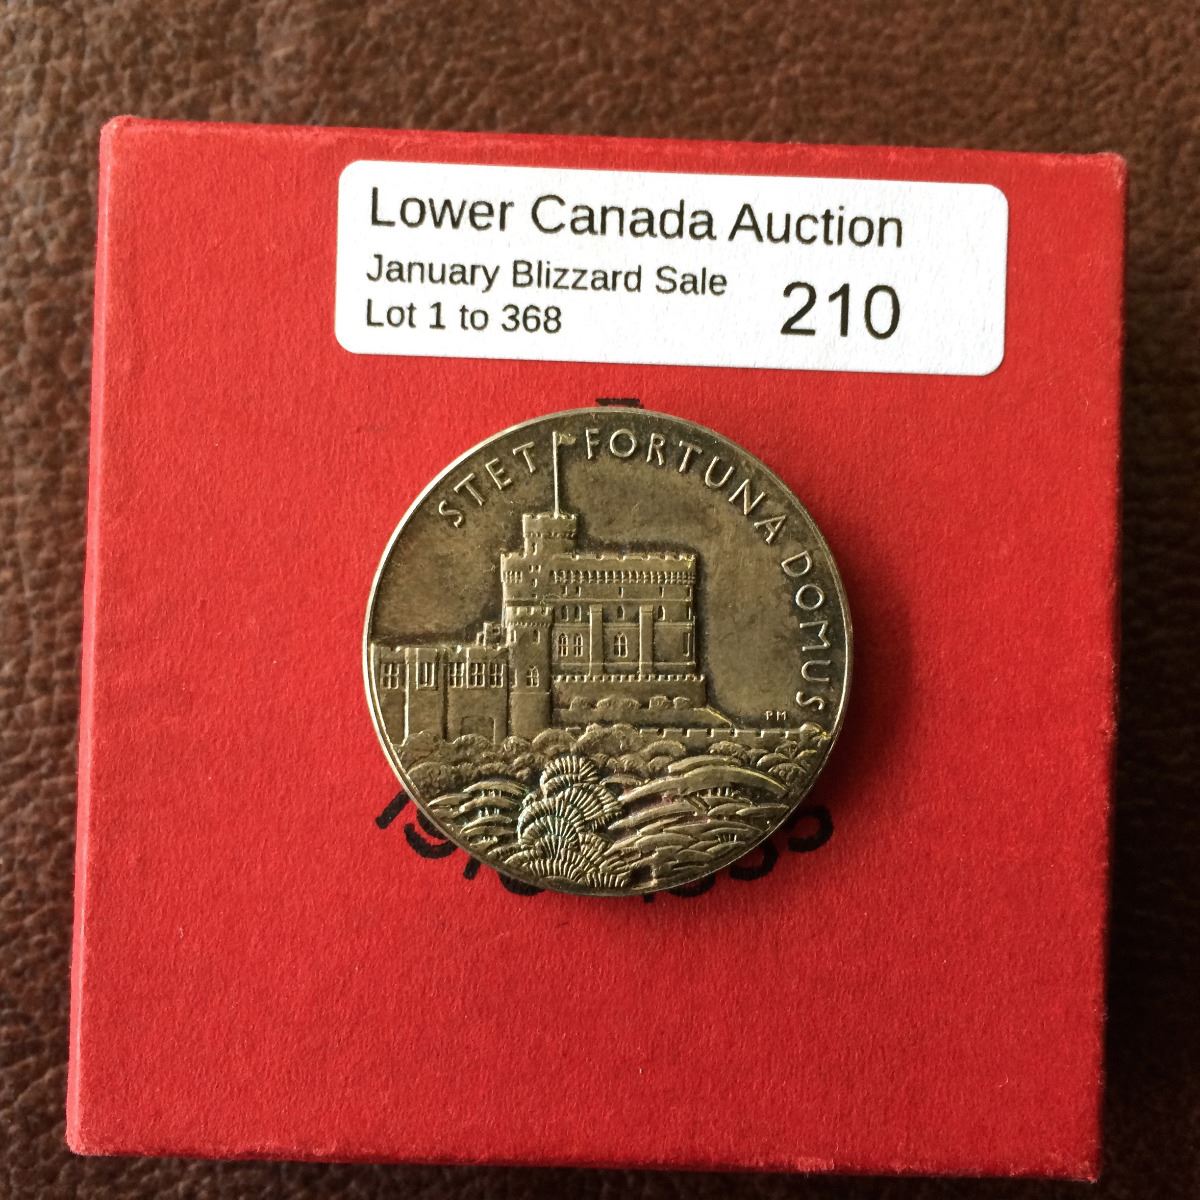 Lower Canada Auction
January Blizzard Sale
Lot 1 to 368
210
STET FORTUNA DOMUS
PM